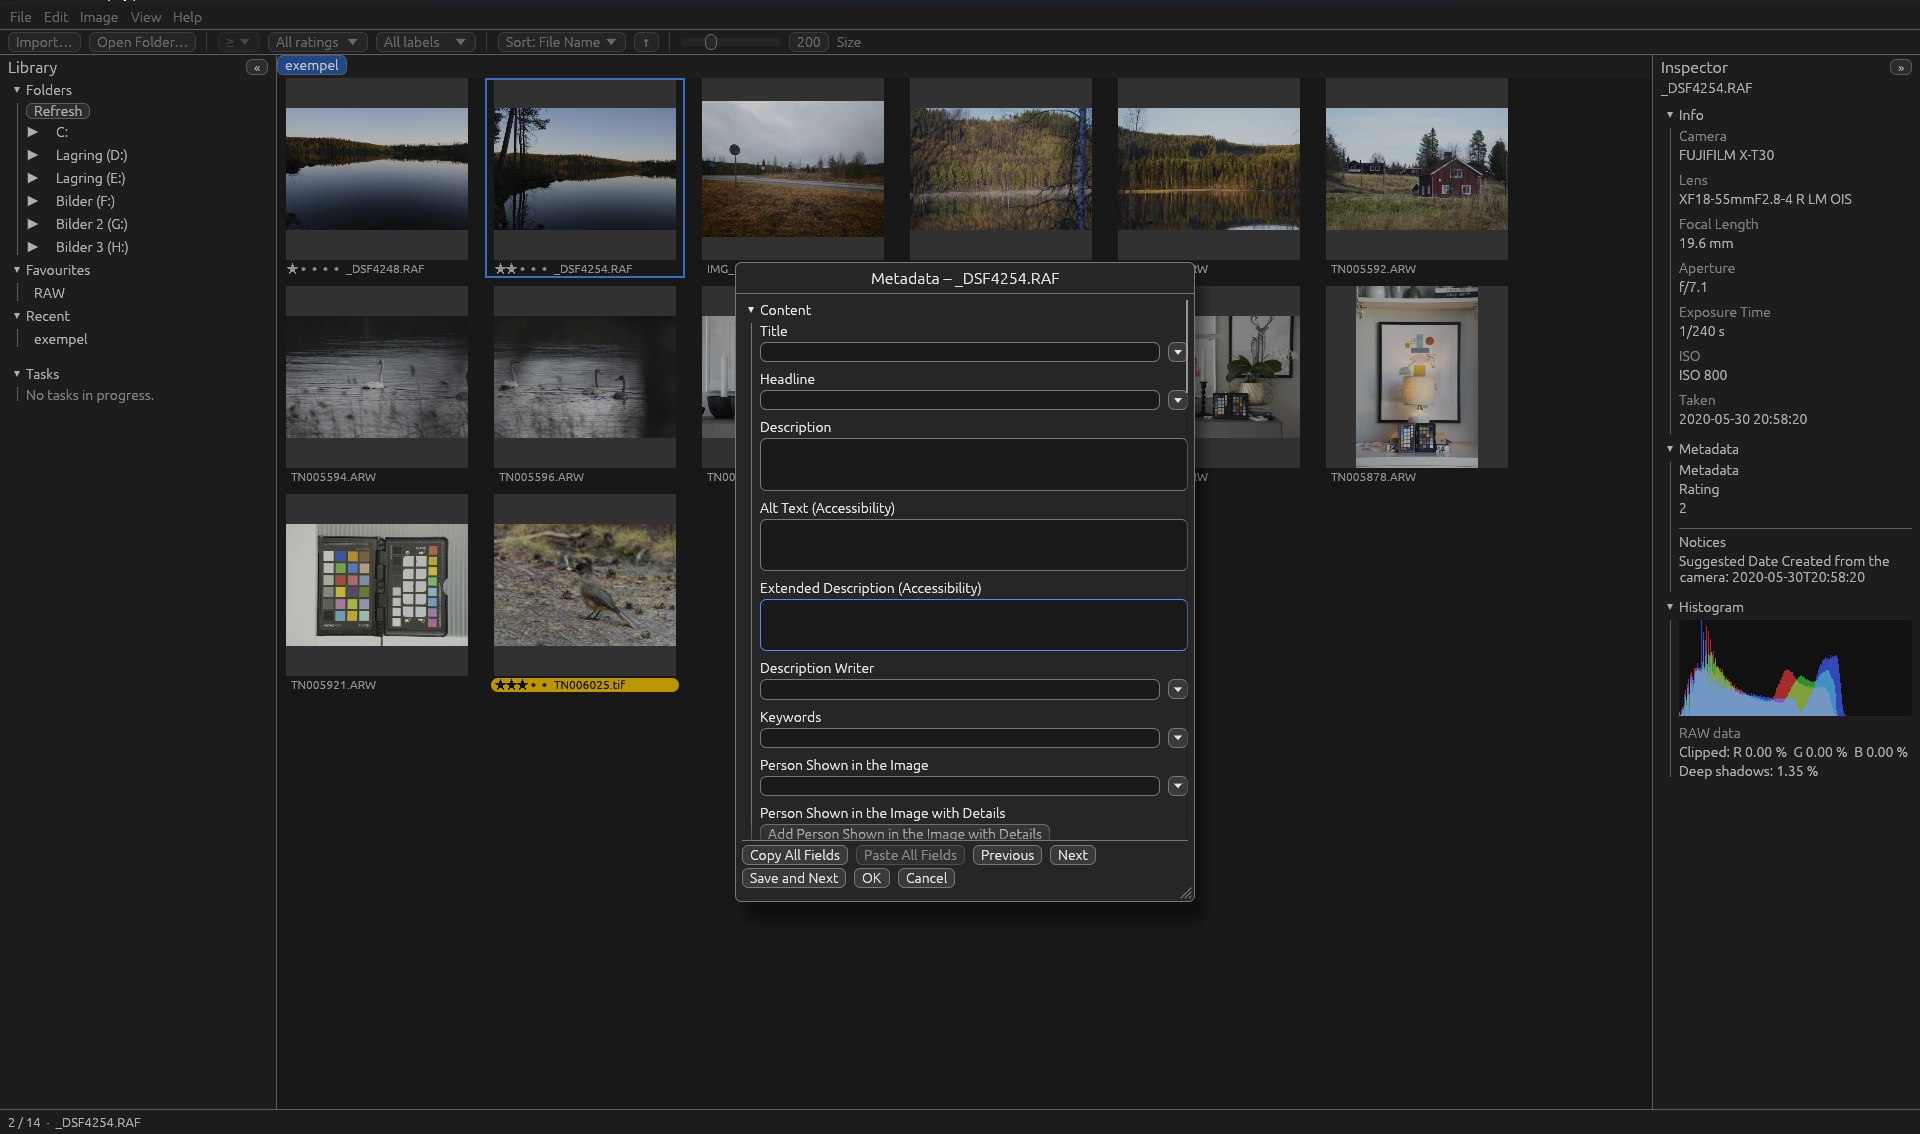 File Edit Image View Help
Import... Open Folder... ≥ All ratings All labels Sort: File Name ↑ 200 Size
Library «
Folders
Refresh
C:
Lagring (D:)
Lagring (E:)
Bilder (F:)
Bilder 2 (G:)
Bilder 3 (H:)
Favourites
RAW
Recent
exempel
Tasks
No tasks in progress.
exempel
_DSF4248.RAF
_DSF4254.RAF
IMG_
RW
TN005592.ARW
TN005594.ARW
TN005596.ARW
TN00
RW
TN005878.ARW
TN005921.ARW
TN006025.tif
Metadata – _DSF4254.RAF
Content
Title
Headline
Description
Alt Text (Accessibility)
Extended Description (Accessibility)
Description Writer
Keywords
Person Shown in the Image
Person Shown in the Image with Details
Add Person Shown in the Image with Details
Copy All Fields Paste All Fields Previous Next
Save and Next OK Cancel
Inspector »
_DSF4254.RAF
Info
Camera
FUJIFILM X-T30
Lens
XF18-55mmF2.8-4 R LM OIS
Focal Length
19.6 mm
Aperture
f/7.1
Exposure Time
1/240 s
ISO
ISO 800
Taken
2020-05-30 20:58:20
Metadata
Metadata
Rating
2
Notices
Suggested Date Created from the
camera: 2020-05-30T20:58:20
Histogram
RAW data
Clipped: R 0.00 % G 0.00 % B 0.00 %
Deep shadows: 1.35 %
2 / 14 · _DSF4254.RAF